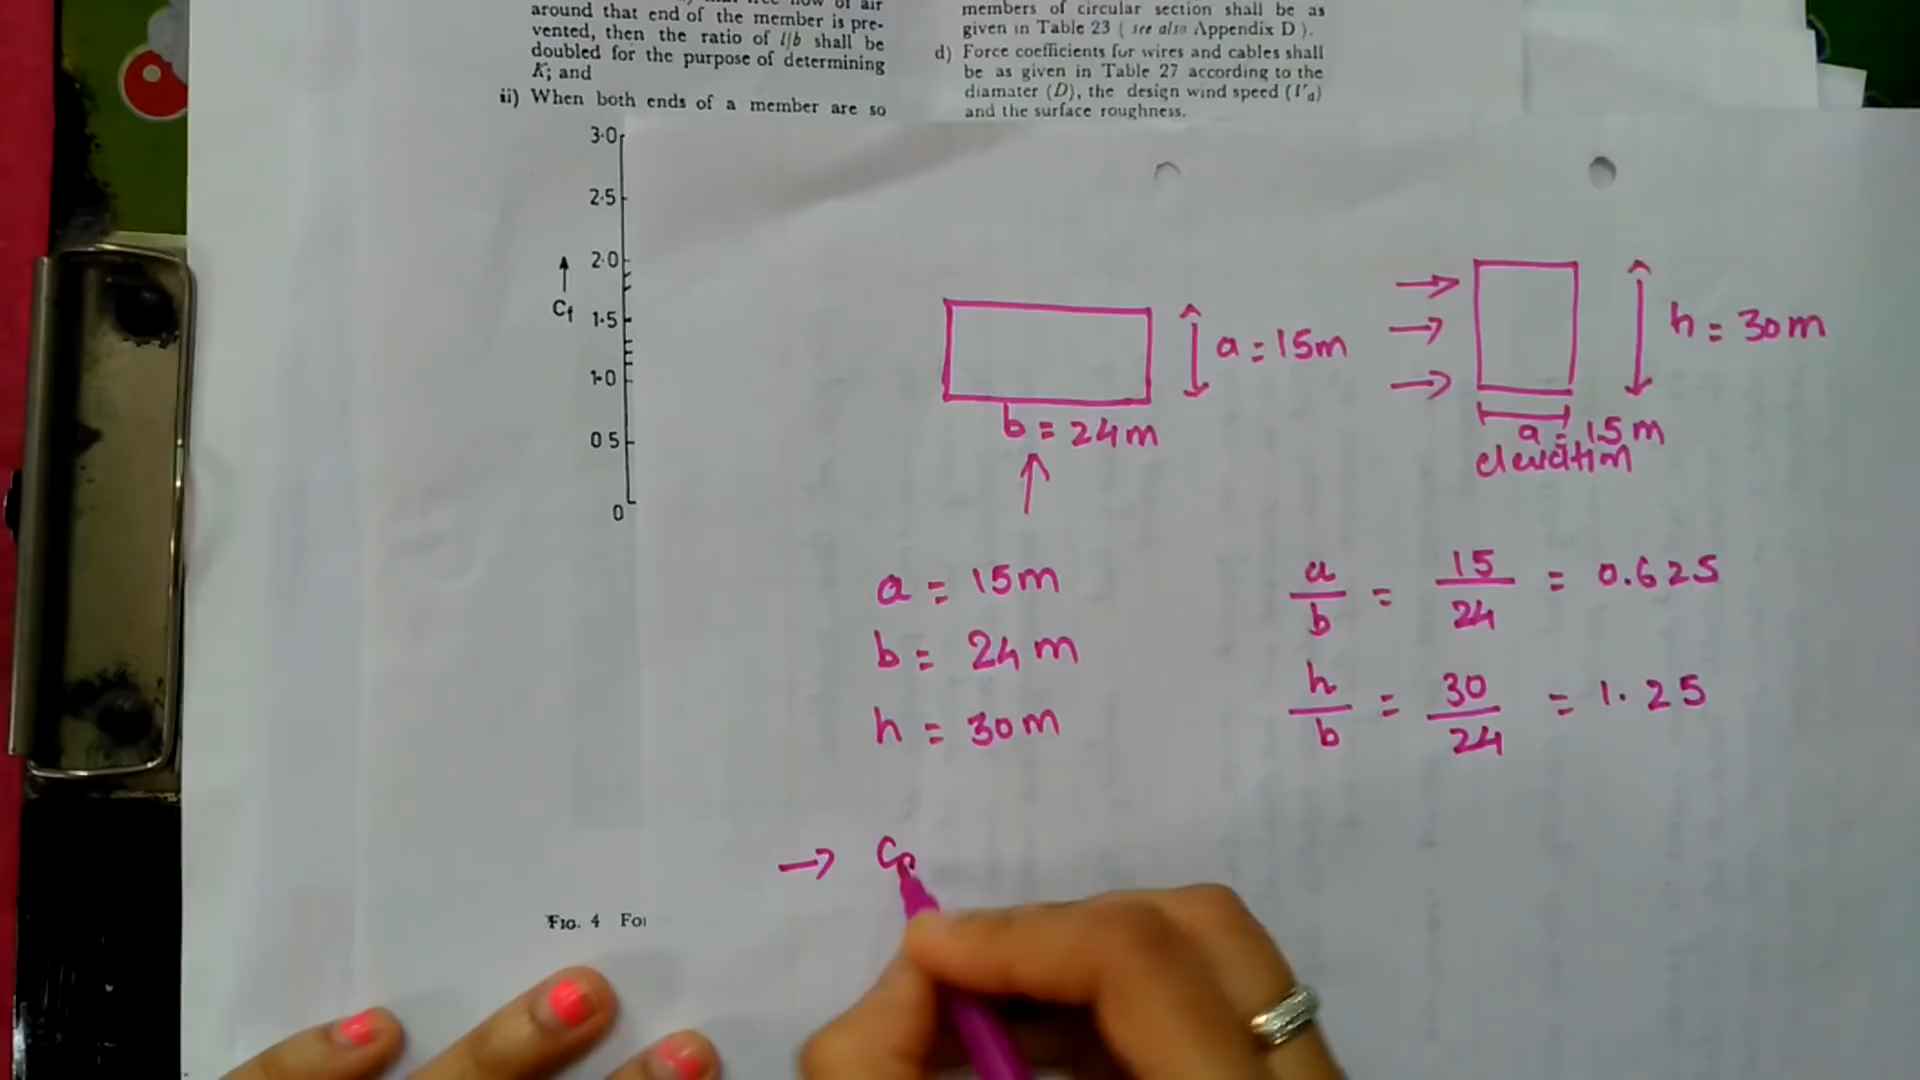 around that end of the member is pre-
vented, then the ratio of l/b shall be
doubled for the purpose of determining
K; and
ii) When both ends of a member are so
members of circular section shall be as
given in Table 23 ( see also Appendix D ).
d) Force coefficients for wires and cables shall
be as given in Table 27 according to the
diamater (D), the design wind speed (Vd)
and the surface roughness.
3·0
2·5
2·0
Cf
1·5
1·0
0 5
0
FIG. 4
a = 15m
b = 24m
h = 30m
a = 15m
elevation
a = 15m
b = 24m
h = 30m
a/b = 15/24 = 0.625
h/b = 30/24 = 1.25
→ C